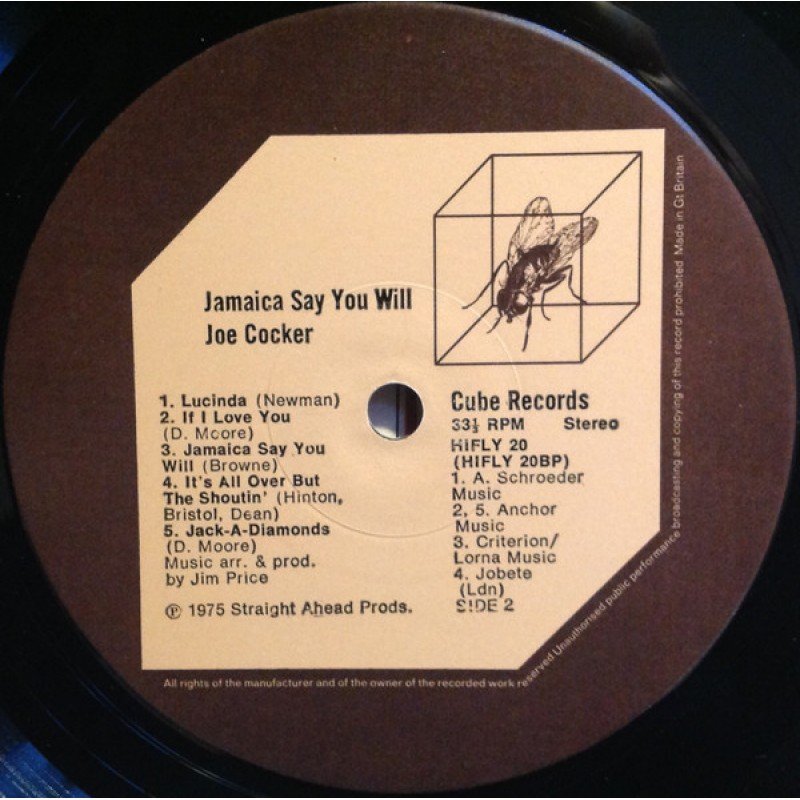 Jamaica Say You Will
Joe Cocker
1. Lucinda (Newman)
2. If I Love You
(D. Moore)
3. Jamaica Say You
Will (Browne)
4. It's All Over But
The Shoutin' (Hinton,
Bristol, Dean)
5. Jack-A-Diamonds
(D. Moore)
Music arr. & prod.
by Jim Price
℗ 1975 Straight Ahead Prods.
Cube Records
33⅓ RPM Stereo
HIFLY 20
(HIFLY 20BP)
1. A. Schroeder
Music
2, 5. Anchor
Music
3. Criterion/
Lorna Music
4. Jobete
(Ldn)
SIDE 2
All rights of the manufacturer and of the owner of the recorded work reserved Unauthorised public performance broadcasting and copying of this record prohibited Made in Gt Britain